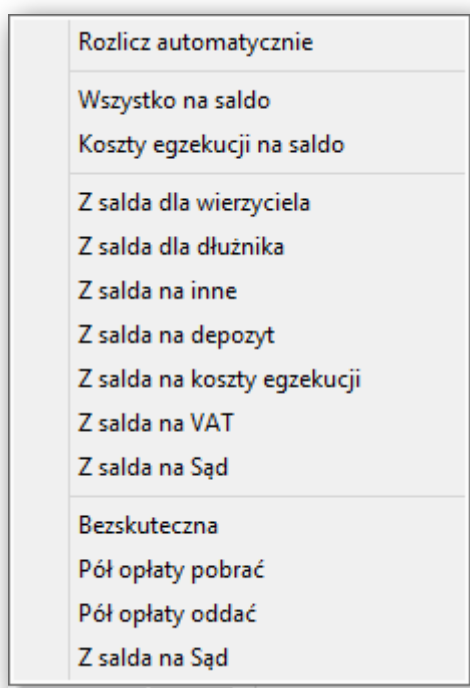 Rozlicz automatycznie
Wszystko na saldo
Koszty egzekucji na saldo
Z salda dla wierzyciela
Z salda dla dłużnika
Z salda na inne
Z salda na depozyt
Z salda na koszty egzekucji
Z salda na VAT
Z salda na Sąd
Bezskuteczna
Pół opłaty pobrać
Pół opłaty oddać
Z salda na Sąd